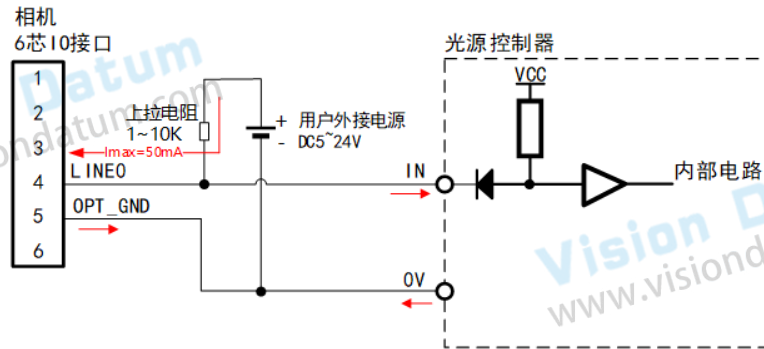 相机
6芯IO接口
光源控制器
1
2
3
4
5
6
上拉电阻
1~10K
Imax=50mA
+ 用户外接电源
- DC5~24V
LINE0
OPT_GND
IN
0V
VCC
内部电路
Datum
iondatum.com
Vision D
www.visiond